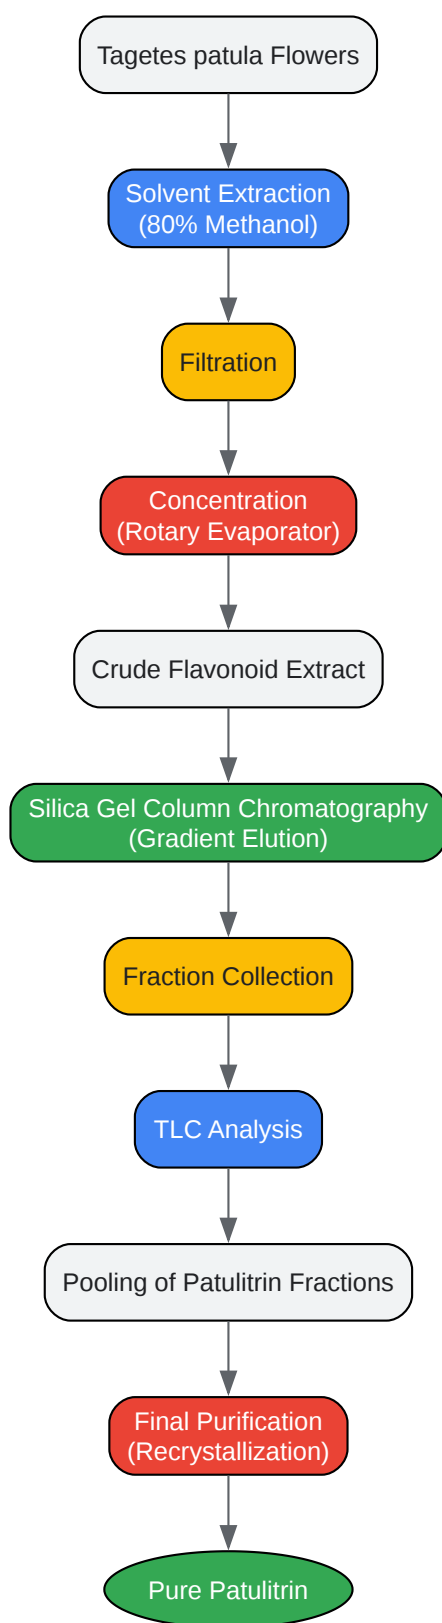 Tagetes patula Flowers
Solvent Extraction
(80% Methanol)
Filtration
Concentration
(Rotary Evaporator)
Crude Flavonoid Extract
Silica Gel Column Chromatography
(Gradient Elution)
Fraction Collection
TLC Analysis
Pooling of Patulitrin Fractions
Final Purification
(Recrystallization)
Pure Patulitrin